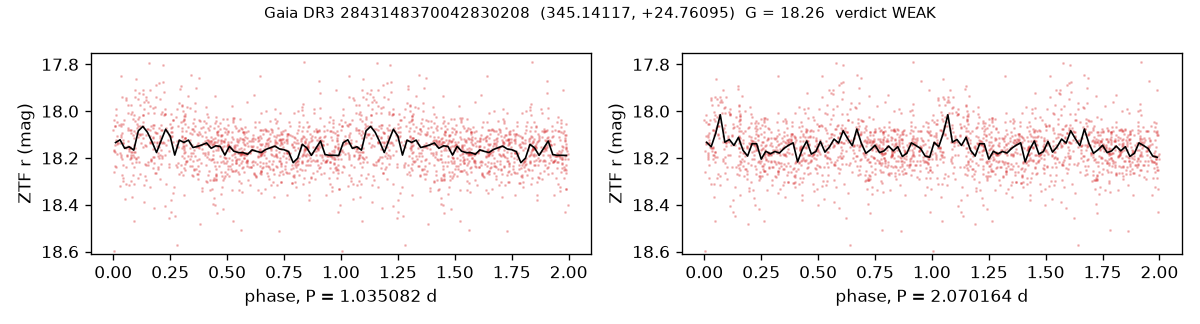 Gaia DR3 2843148370042830208 (345.14117, +24.76095) G = 18.26 verdict WEAK
ZTF r (mag)
17.8
18.0
18.2
18.4
18.6
0.00 0.25 0.50 0.75 1.00 1.25 1.50 1.75 2.00
phase, P = 1.035082 d
ZTF r (mag)
17.8
18.0
18.2
18.4
18.6
0.00 0.25 0.50 0.75 1.00 1.25 1.50 1.75 2.00
phase, P = 2.070164 d